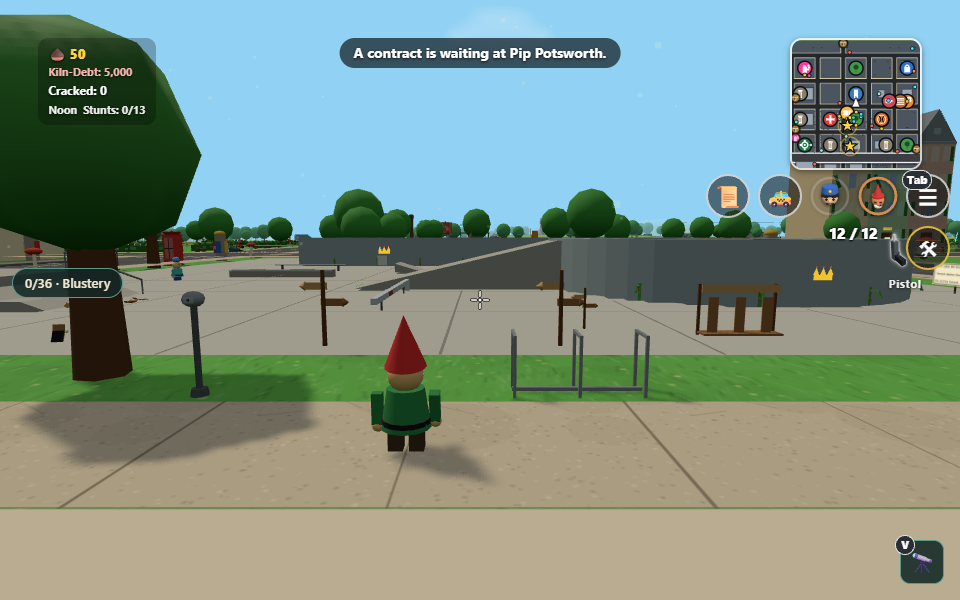 50
Kiln-Debt: 5,000
Cracked: 0
Noon Stunts: 0/13
A contract is waiting at Pip Potsworth.
Tab
12 / 12
Pistol
0/36 · Blustery
V